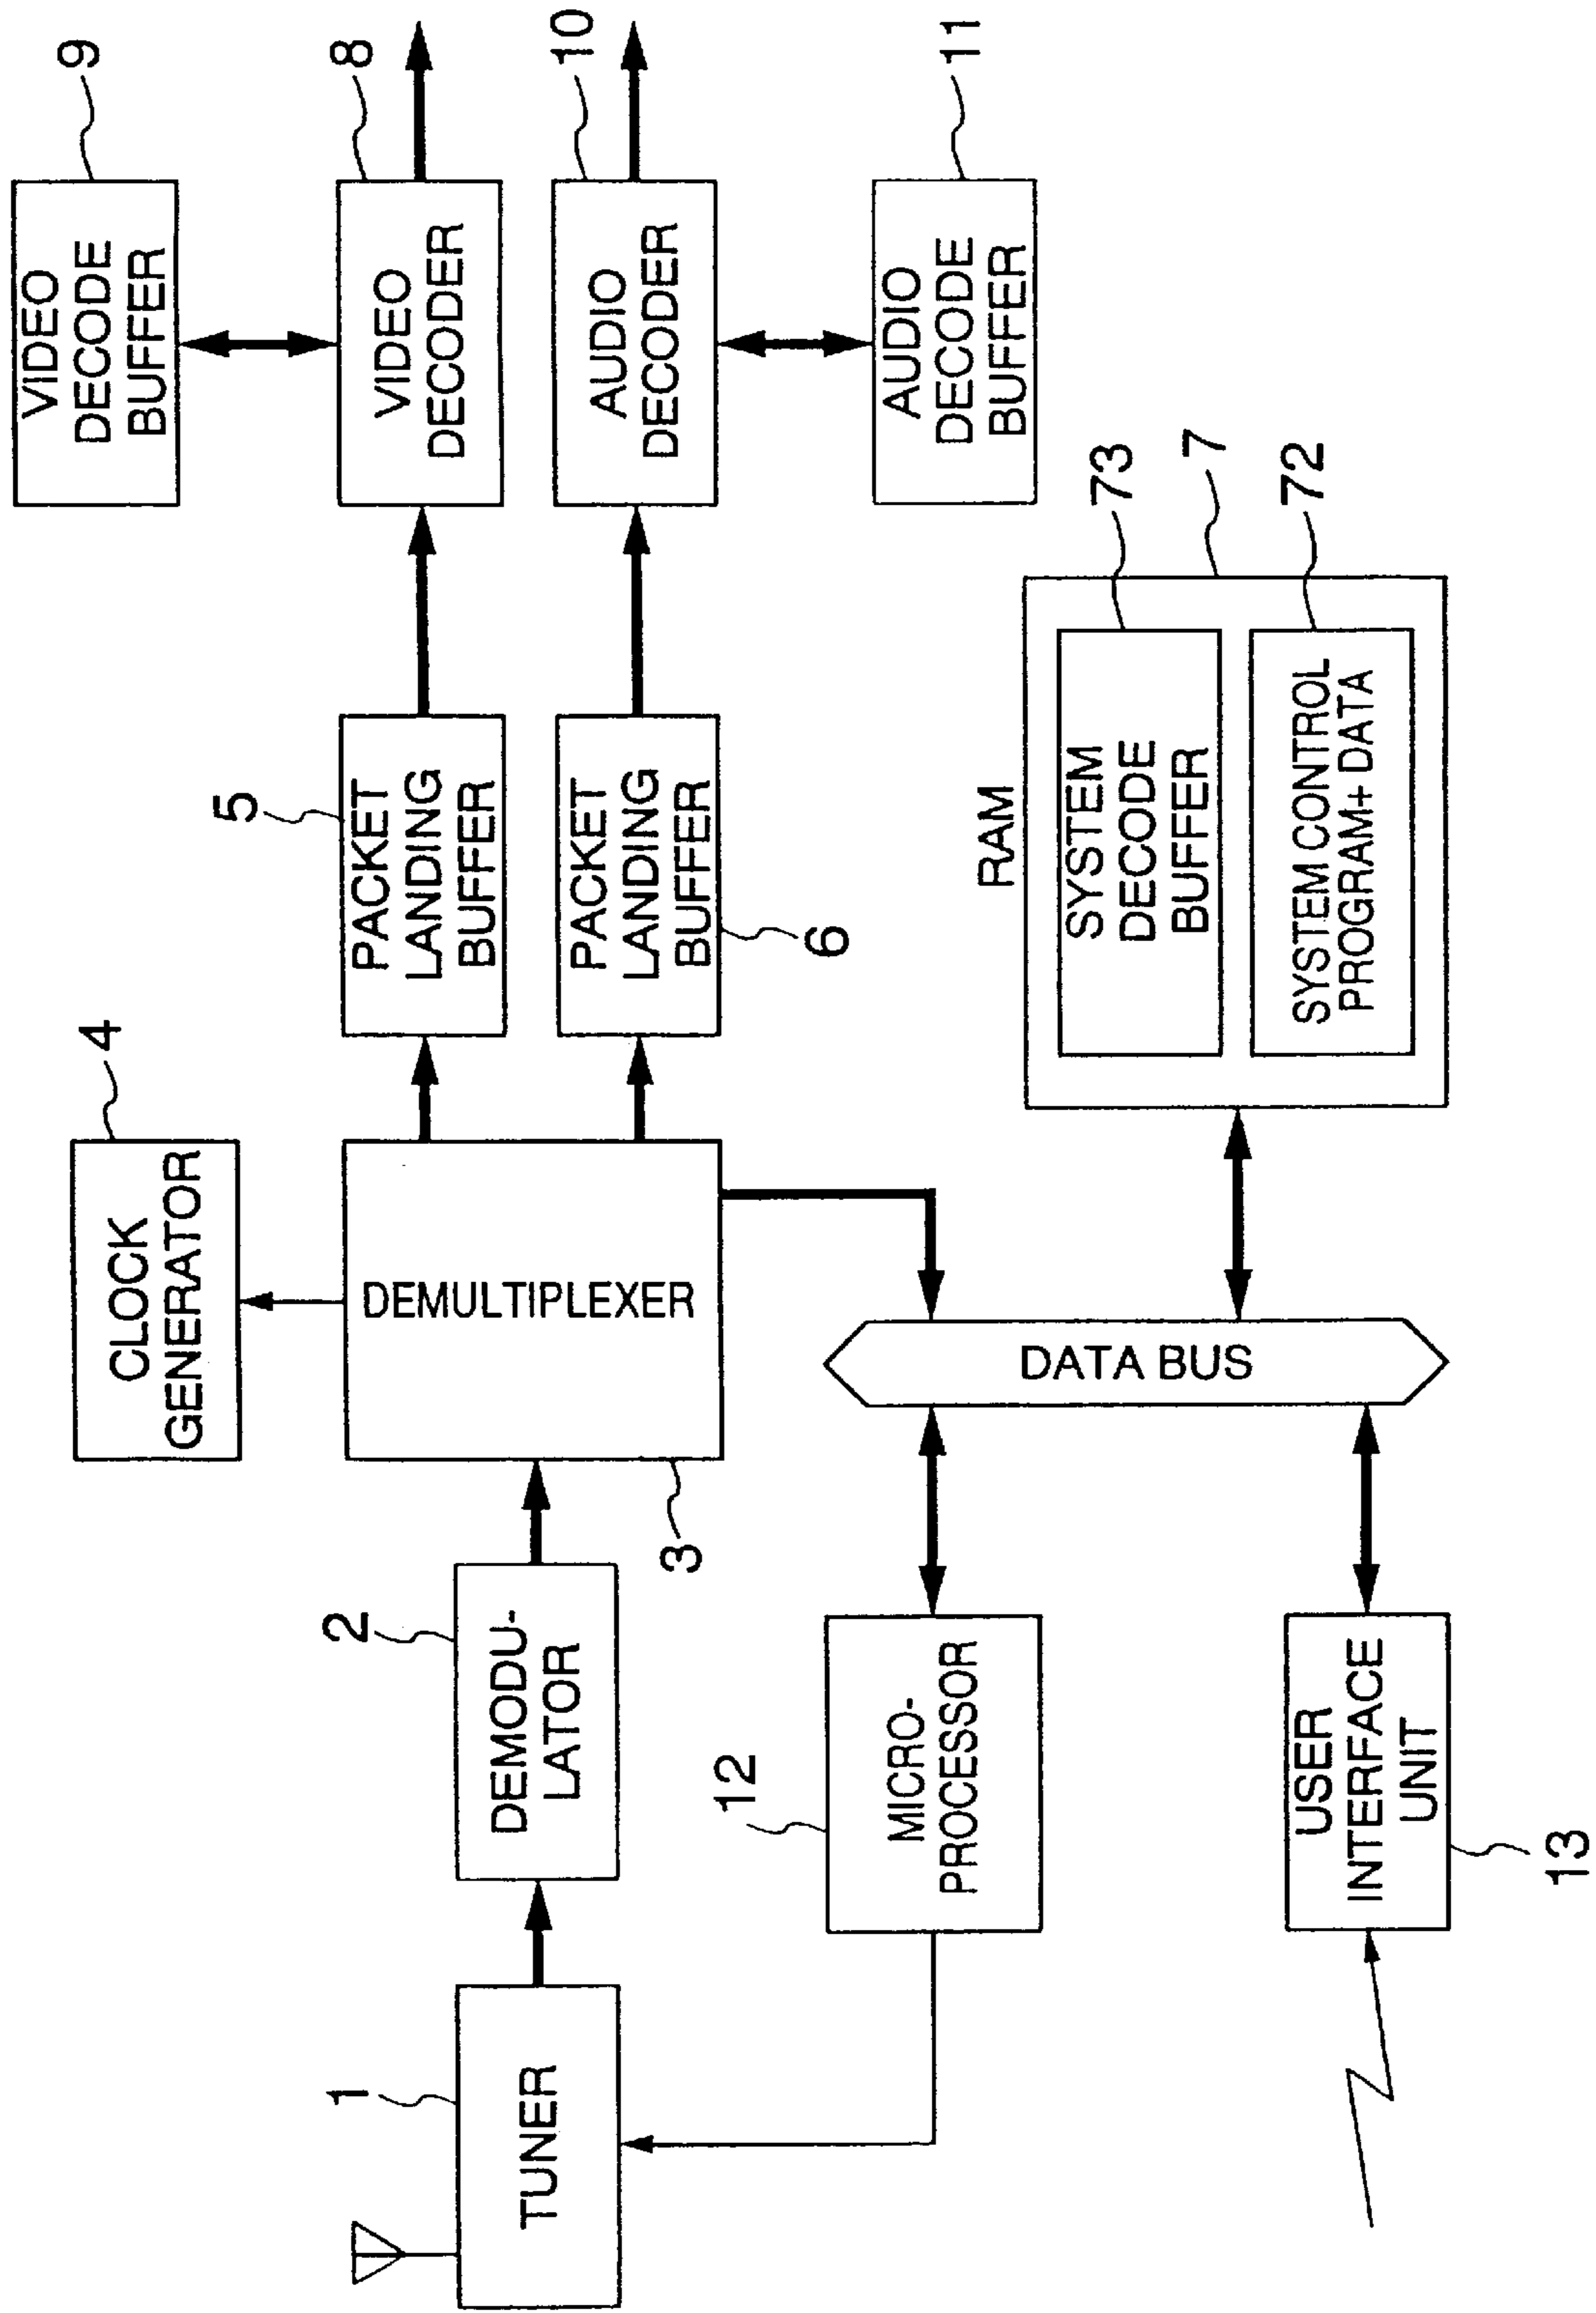 9
VIDEO
DECODE
BUFFER
8
VIDEO
DECODER
10
AUDIO
DECODER
11
AUDIO
DECODE
BUFFER
5
PACKET
LANDING
BUFFER
PACKET
LANDING
BUFFER
6
4
CLOCK
GENERATOR
DEMULTIPLEXER
3
2
DEMODU-
LATOR
1
TUNER
RAM
7
73
SYSTEM
DECODE
BUFFER
72
SYSTEM CONTROL
PROGRAM+ DATA
DATA BUS
12
MICRO-
PROCESSOR
USER
INTERFACE
UNIT
13